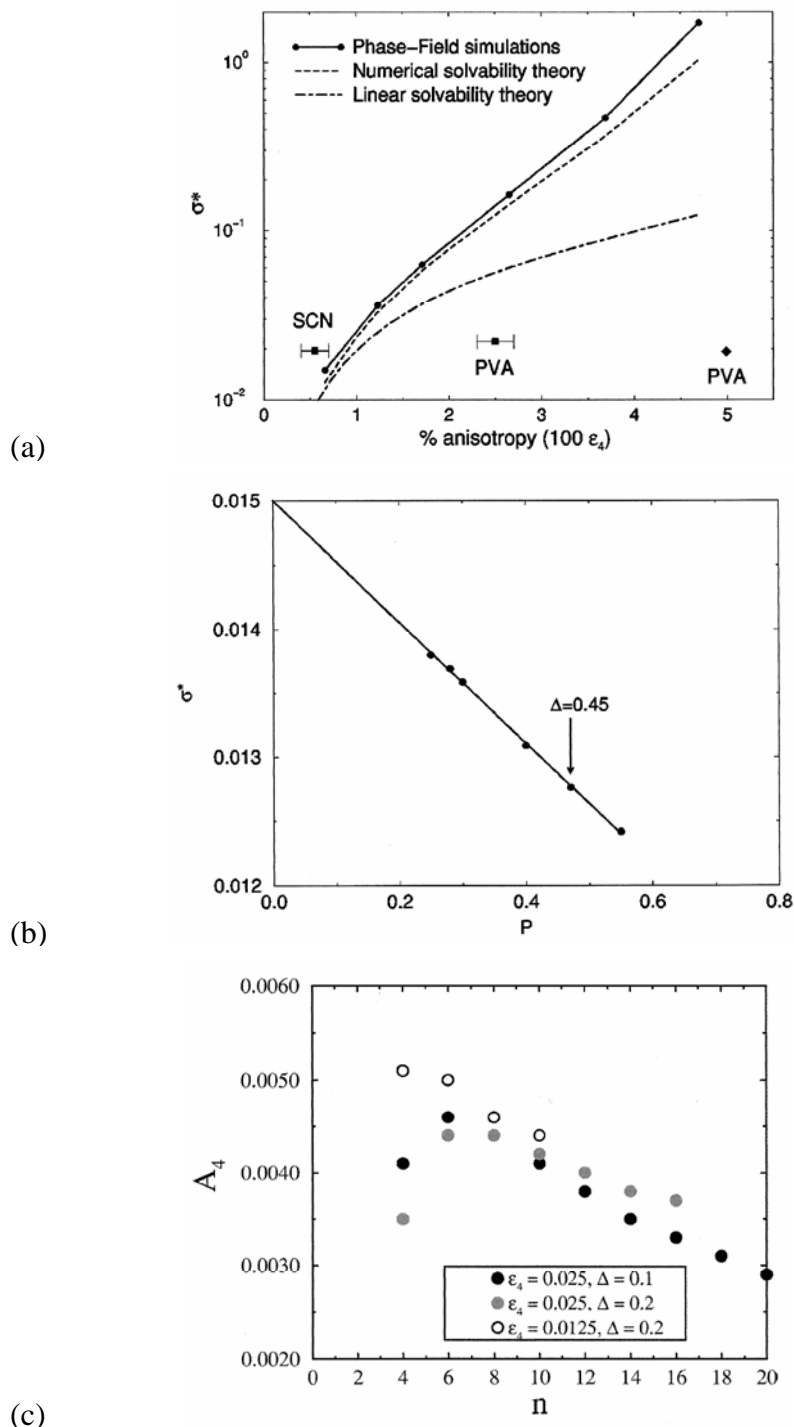 10⁰
Phase–Field simulations
Numerical solvability theory
Linear solvability theory
σ*
10⁻¹
SCN
PVA
PVA
10⁻²
0 1 2 3 4 5
% anisotropy (100 ε₄)
(a)
0.015
0.014
σ*
Δ=0.45
0.013
0.012
0.0 0.2 0.4 0.6 0.8
P
(b)
0.0060
0.0050
A₄
0.0040
0.0030
ε₄ = 0.025, Δ = 0.1
ε₄ = 0.025, Δ = 0.2
ε₄ = 0.0125, Δ = 0.2
0.0020
0 2 4 6 8 10 12 14 16 18 20
n
(c)